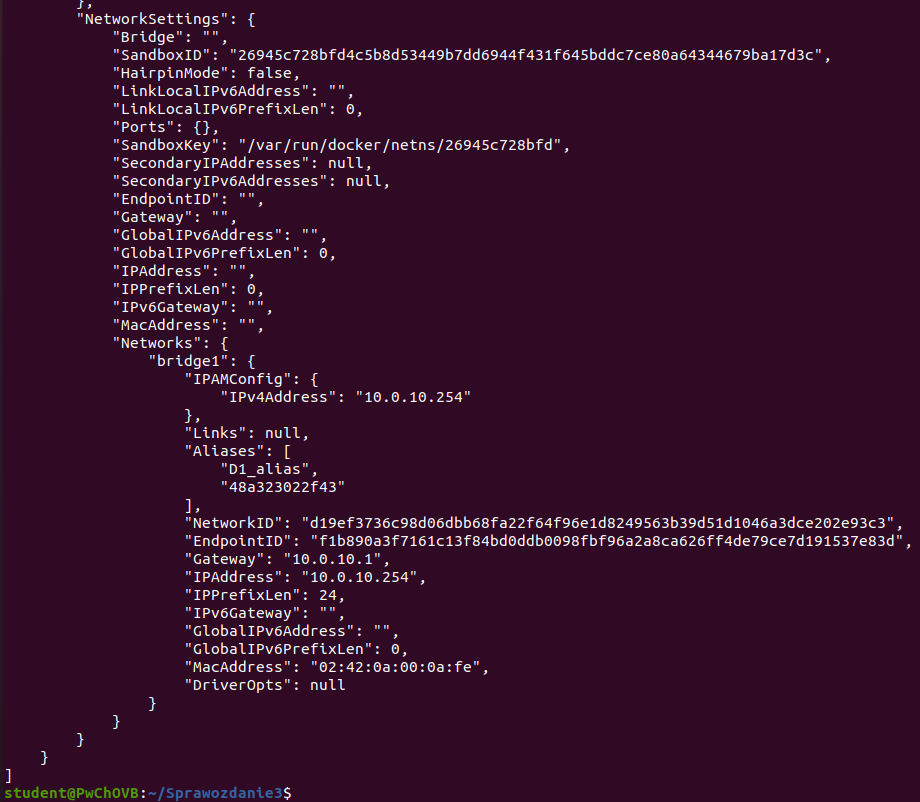 },
        "NetworkSettings": {
            "Bridge": "",
            "SandboxID": "26945c728bfd4c5b8d53449b7dd6944f431f645bddc7ce80a64344679ba17d3c",
            "HairpinMode": false,
            "LinkLocalIPv6Address": "",
            "LinkLocalIPv6PrefixLen": 0,
            "Ports": {},
            "SandboxKey": "/var/run/docker/netns/26945c728bfd",
            "SecondaryIPAddresses": null,
            "SecondaryIPv6Addresses": null,
            "EndpointID": "",
            "Gateway": "",
            "GlobalIPv6Address": "",
            "GlobalIPv6PrefixLen": 0,
            "IPAddress": "",
            "IPPrefixLen": 0,
            "IPv6Gateway": "",
            "MacAddress": "",
            "Networks": {
                "bridge1": {
                    "IPAMConfig": {
                        "IPv4Address": "10.0.10.254"
                    },
                    "Links": null,
                    "Aliases": [
                        "D1_alias",
                        "48a323022f43"
                    ],
                    "NetworkID": "d19ef3736c98d06dbb68fa22f64f96e1d8249563b39d51d1046a3dce202e93c3",
                    "EndpointID": "f1b890a3f7161c13f84bd0ddb0098fbf96a2a8ca626ff4de79ce7d191537e83d",
                    "Gateway": "10.0.10.1",
                    "IPAddress": "10.0.10.254",
                    "IPPrefixLen": 24,
                    "IPv6Gateway": "",
                    "GlobalIPv6Address": "",
                    "GlobalIPv6PrefixLen": 0,
                    "MacAddress": "02:42:0a:00:0a:fe",
                    "DriverOpts": null
                }
            }
        }
    }
]
student@PwChOVB:~/Sprawozdanie3$